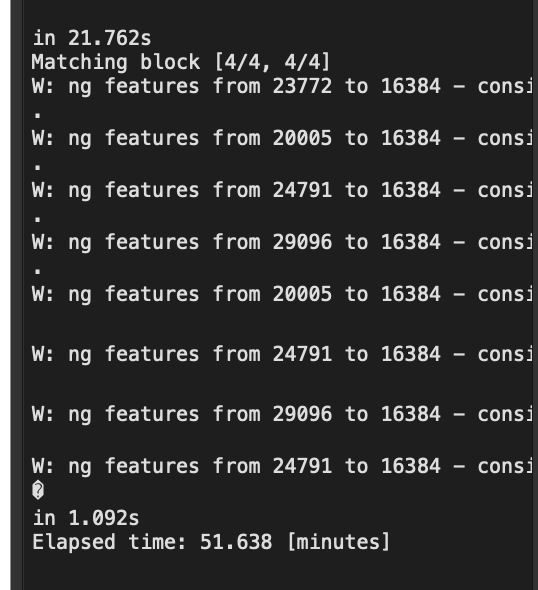 in 21.762s
Matching block [4/4, 4/4]
W: ng features from 23772 to 16384 – consi
.
W: ng features from 20005 to 16384 – consi
.
W: ng features from 24791 to 16384 – consi
.
W: ng features from 29096 to 16384 – consi
.
W: ng features from 20005 to 16384 – consi
W: ng features from 24791 to 16384 – consi
W: ng features from 29096 to 16384 – consi
W: ng features from 24791 to 16384 – consi
�
in 1.092s
Elapsed time: 51.638 [minutes]